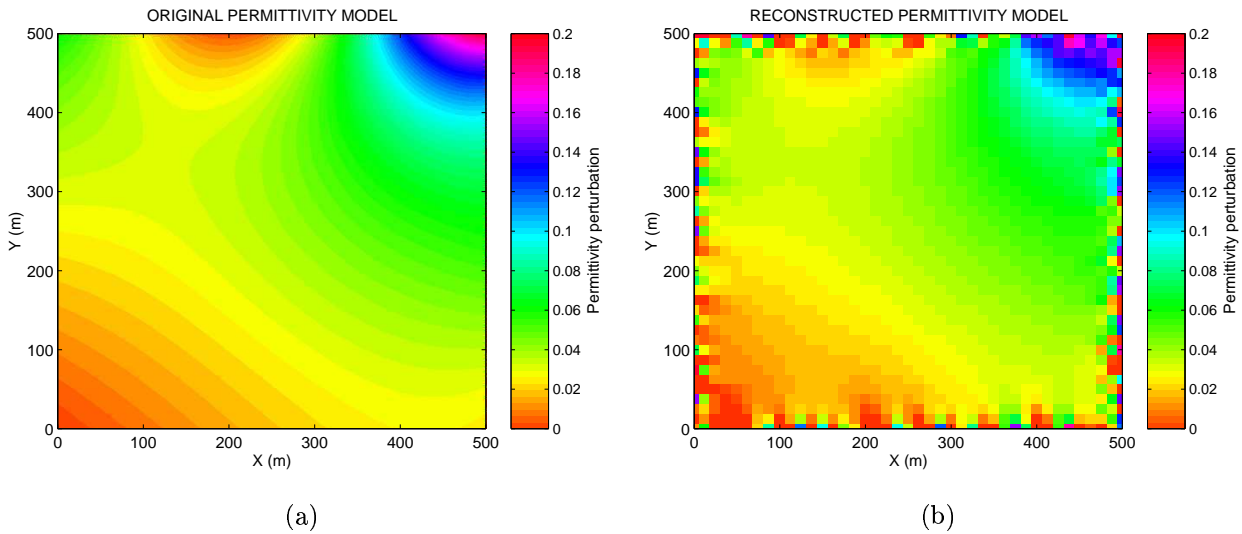 ORIGINAL PERMITTIVITY MODEL
500
400
300
200
100
0
0 100 200 300 400 500
X (m)
Y (m)
0.2
0.18
0.16
0.14
0.12
0.1
0.08
0.06
0.04
0.02
0
Permittivity perturbation
(a)
RECONSTRUCTED PERMITTIVITY MODEL
500
400
300
200
100
0
0 100 200 300 400 500
X (m)
Y (m)
0.2
0.18
0.16
0.14
0.12
0.1
0.08
0.06
0.04
0.02
0
Permittivity perturbation
(b)